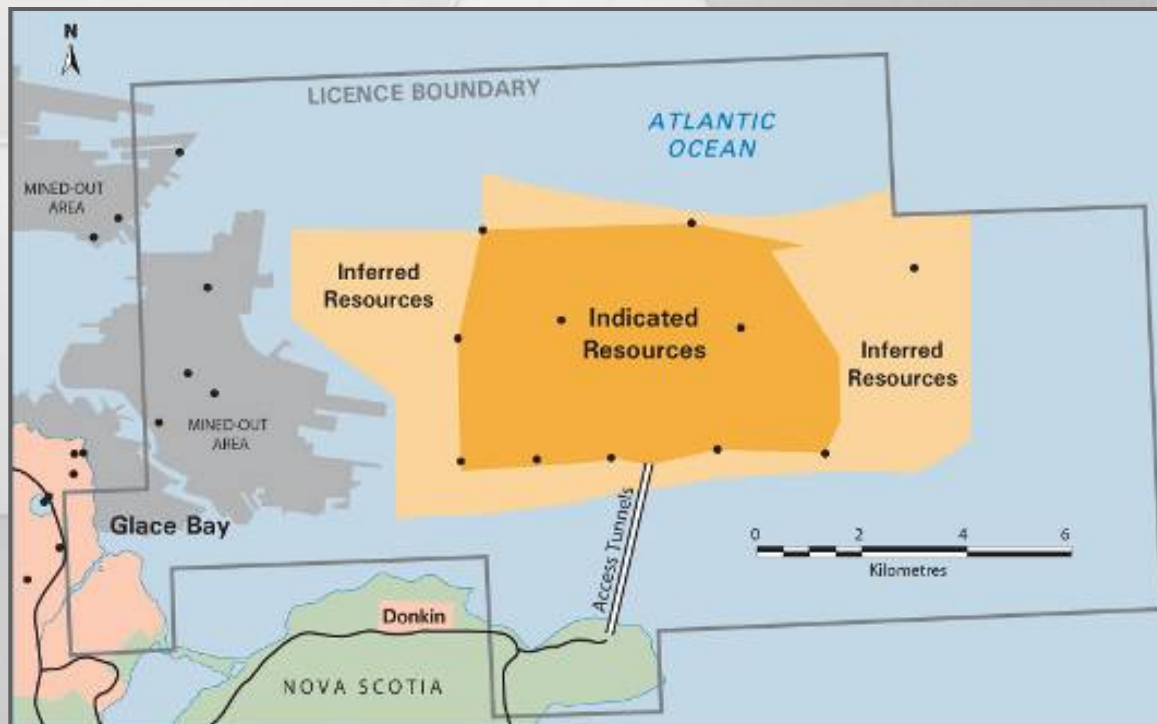 N
LICENCE BOUNDARY
ATLANTIC
OCEAN
MINED-OUT
AREA
Inferred
Resources
Indicated
Resources
Inferred
Resources
MINED-OUT
AREA
Glace Bay
Access Tunnels
0 2 4 6
Kilometres
Donkin
NOVA SCOTIA